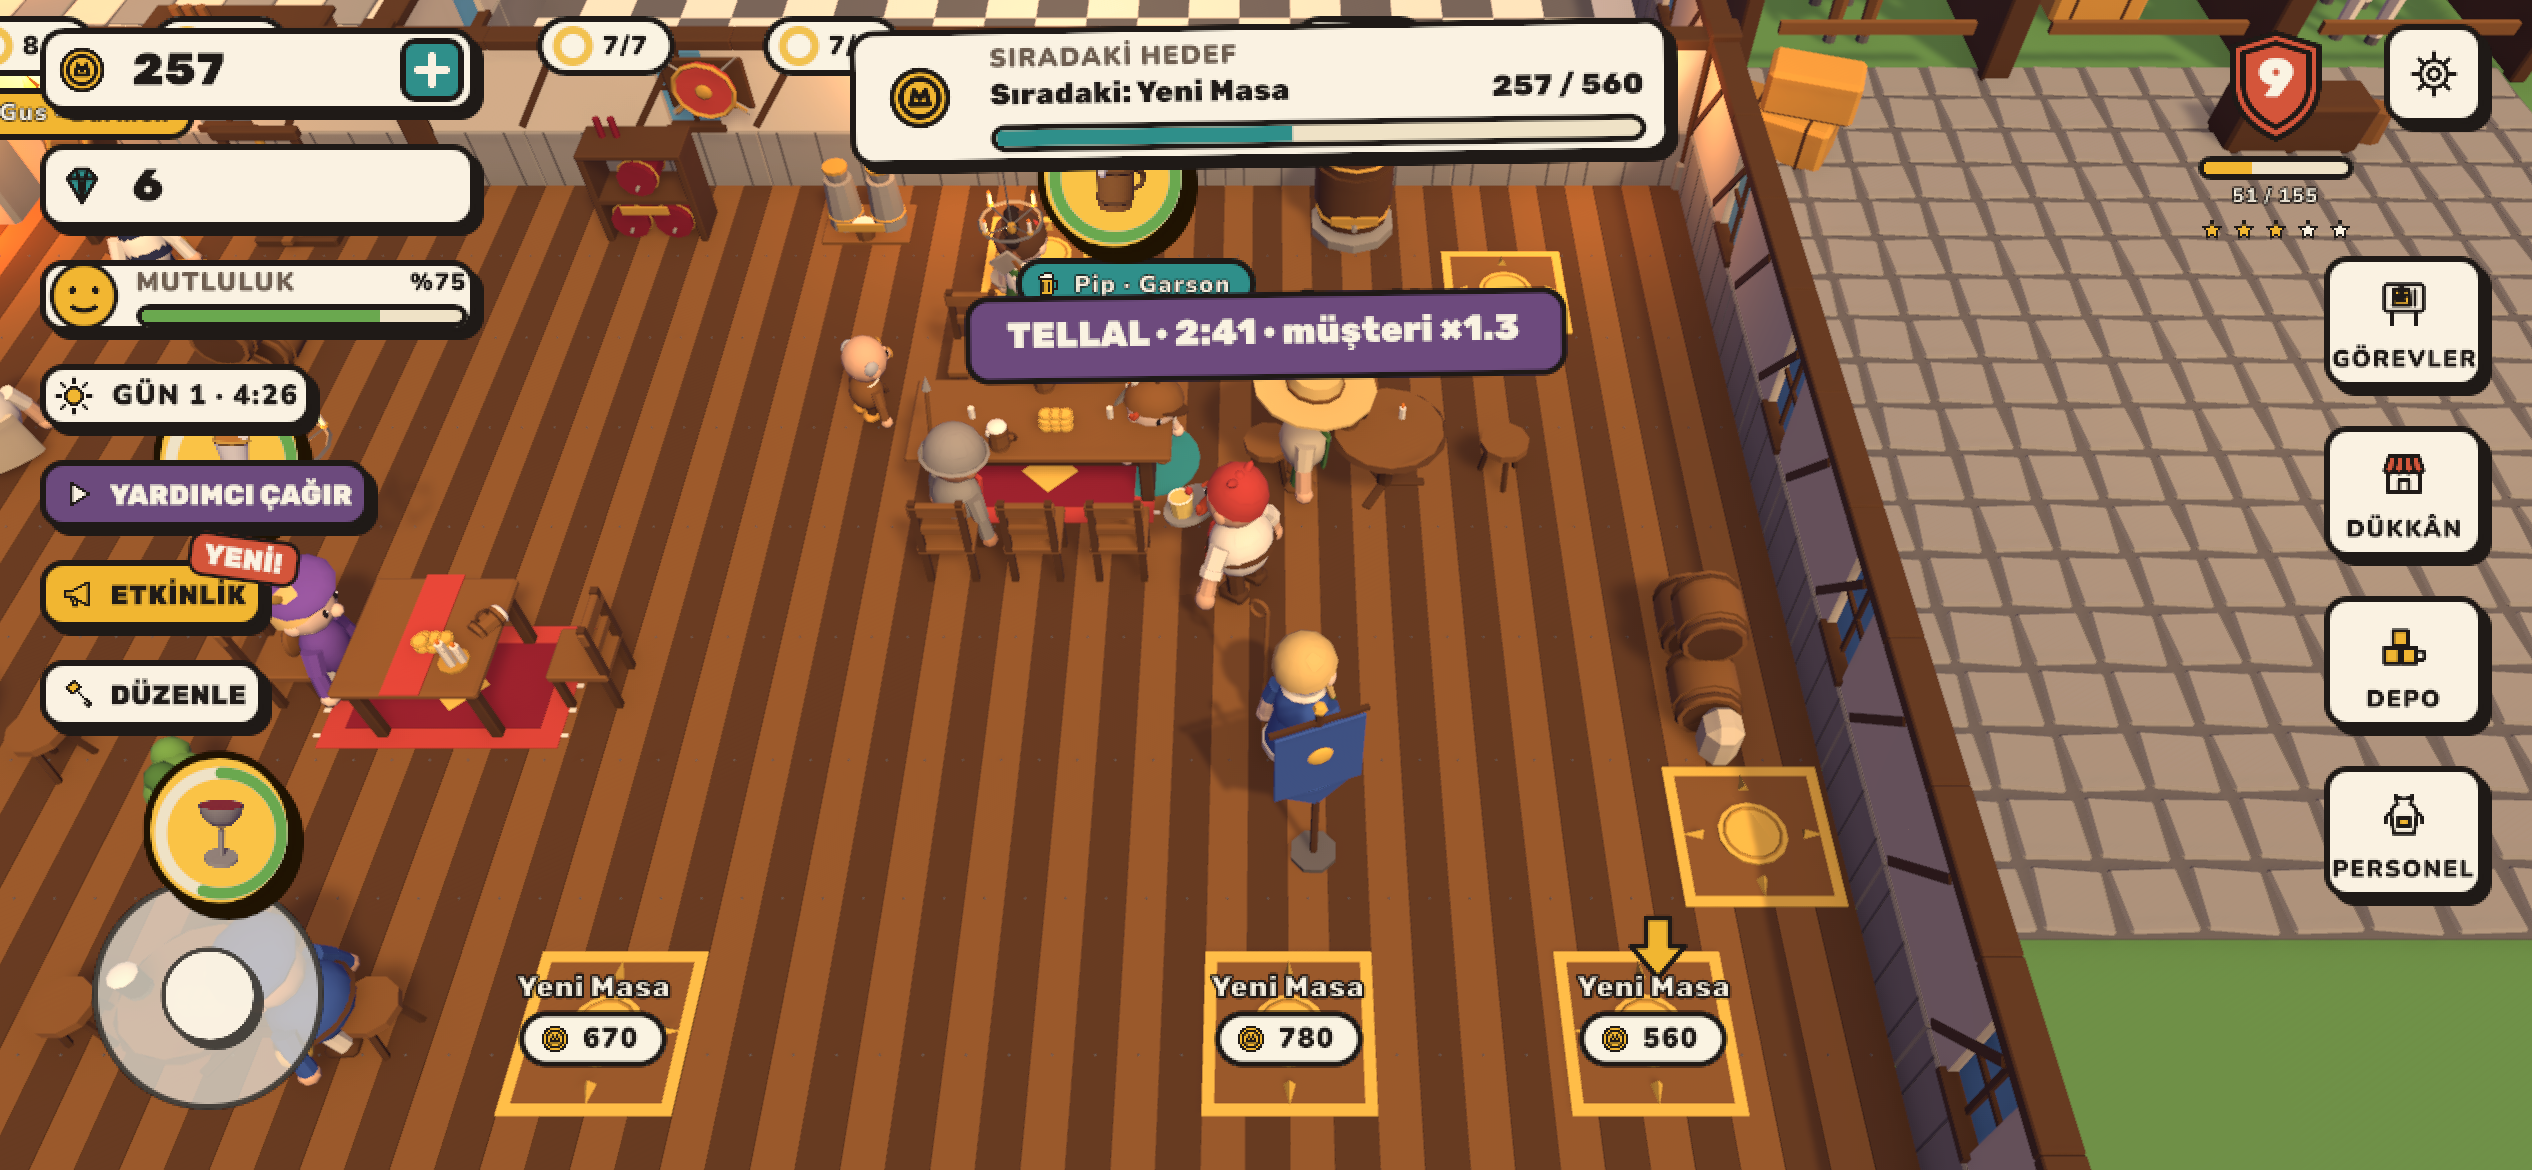 257
7/7
SIRADAKİ HEDEF
Sıradaki: Yeni Masa
257 / 560
9
51 / 155
Gus
6
MUTLULUK
%75
Pip · Garson
TELLAL • 2:41 • müşteri ×1.3
GÜN 1 · 4:26
YARDIMCI ÇAĞIR
YENİ!
ETKİNLİK
DÜZENLE
GÖREVLER
DÜKKÂN
DEPO
PERSONEL
Yeni Masa
670
Yeni Masa
780
Yeni Masa
560